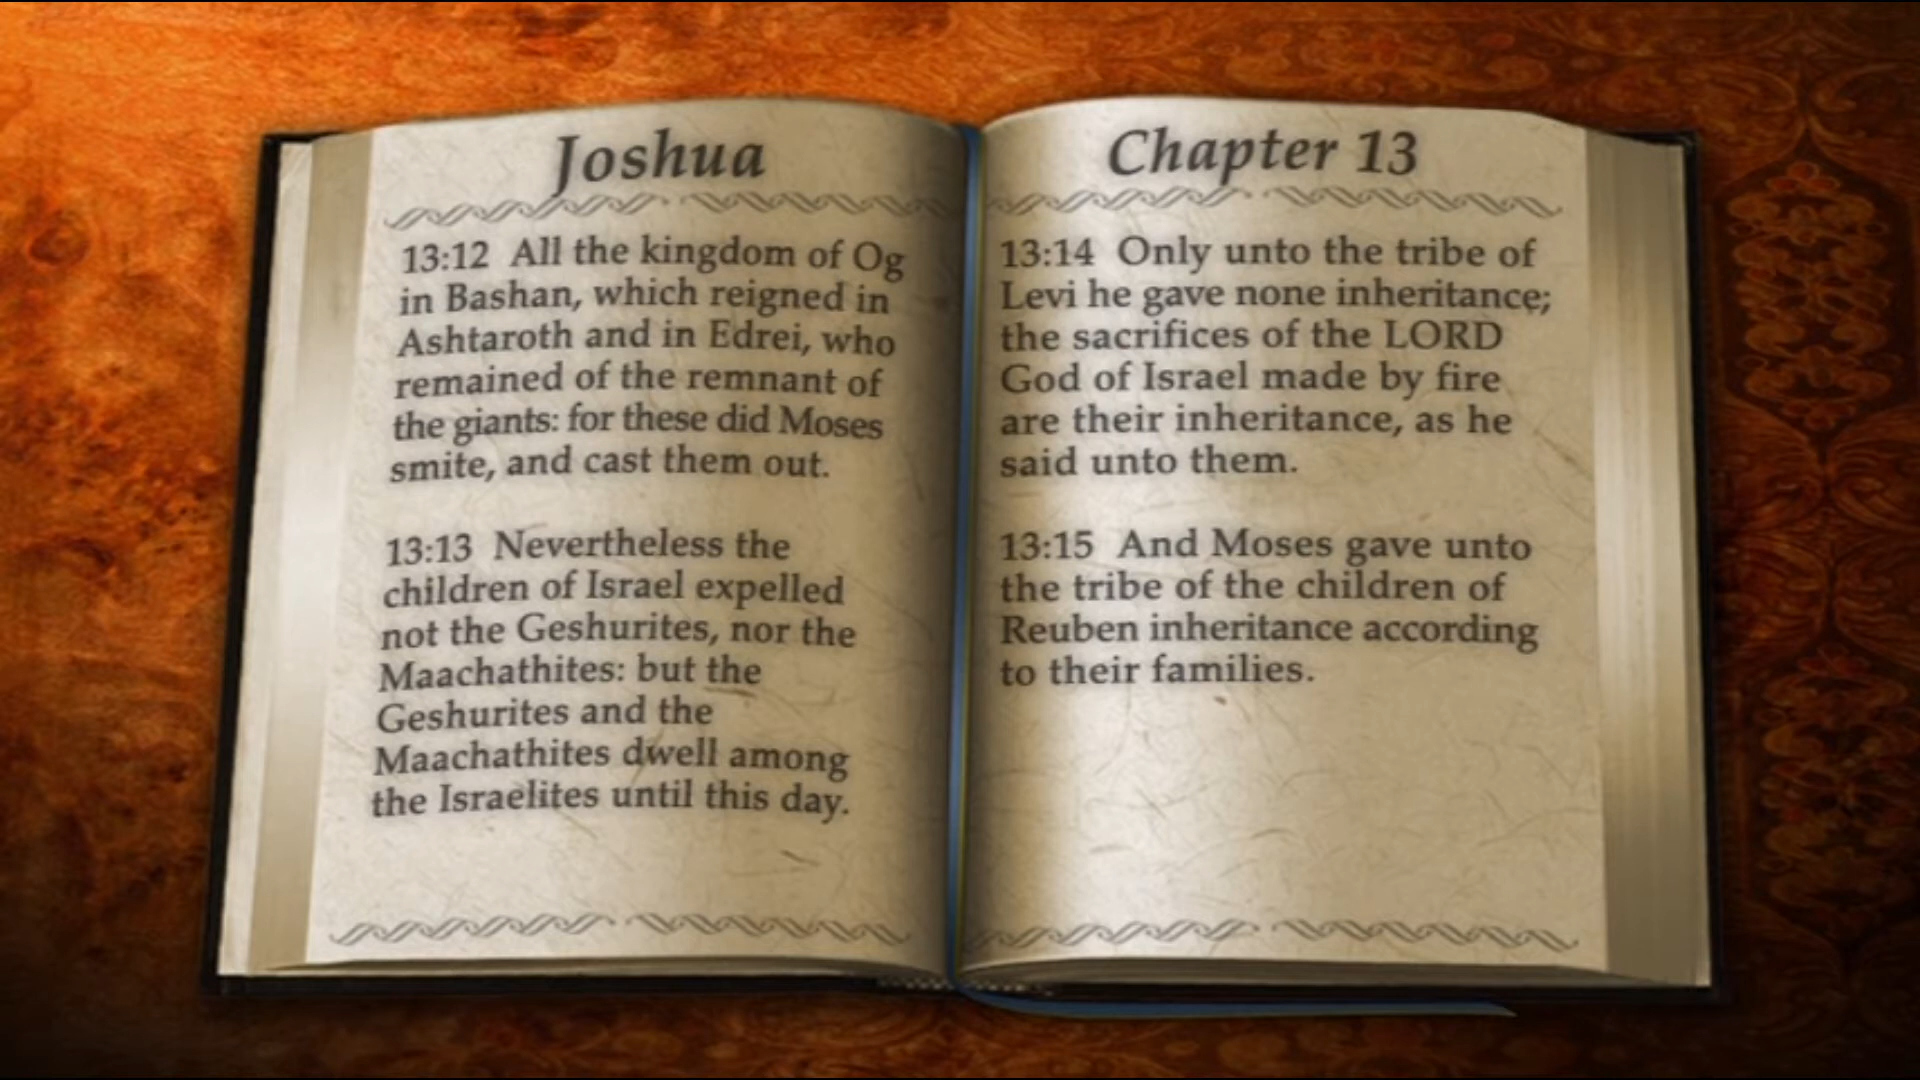 Joshua
13:12 All the kingdom of Og
in Bashan, which reigned in
Ashtaroth and in Edrei, who
remained of the remnant of
the giants: for these did Moses
smite, and cast them out.
13:13 Nevertheless the
children of Israel expelled
not the Geshurites, nor the
Maachathites: but the
Geshurites and the
Maachathites dwell among
the Israelites until this day.
Chapter 13
13:14 Only unto the tribe of
Levi he gave none inheritance;
the sacrifices of the LORD
God of Israel made by fire
are their inheritance, as he
said unto them.
13:15 And Moses gave unto
the tribe of the children of
Reuben inheritance according
to their families.